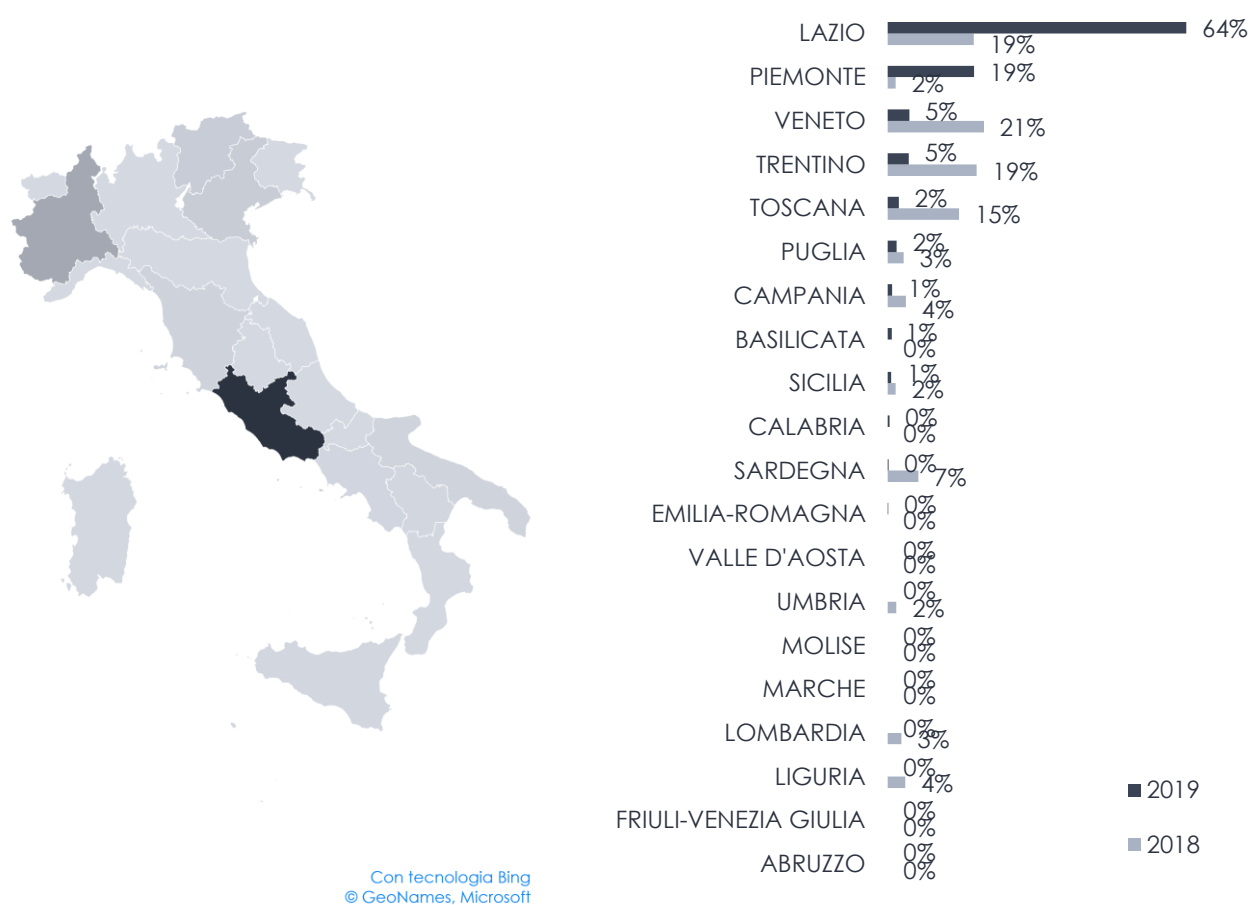 LAZIO 64%
19%
PIEMONTE 19%
2%
VENETO 5%
21%
TRENTINO 5%
19%
TOSCANA 2%
15%
PUGLIA 2%
3%
CAMPANIA 1%
4%
BASILICATA 1%
0%
SICILIA 1%
2%
CALABRIA 0%
0%
SARDEGNA 0%
7%
EMILIA-ROMAGNA 0%
0%
VALLE D'AOSTA 0%
0%
UMBRIA 0%
2%
MOLISE 0%
0%
MARCHE 0%
0%
LOMBARDIA 0%
3%
LIGURIA 0%
4%
FRIULI-VENEZIA GIULIA 0%
0%
ABRUZZO 0%
0%
2019
2018
Con tecnologia Bing
© GeoNames, Microsoft